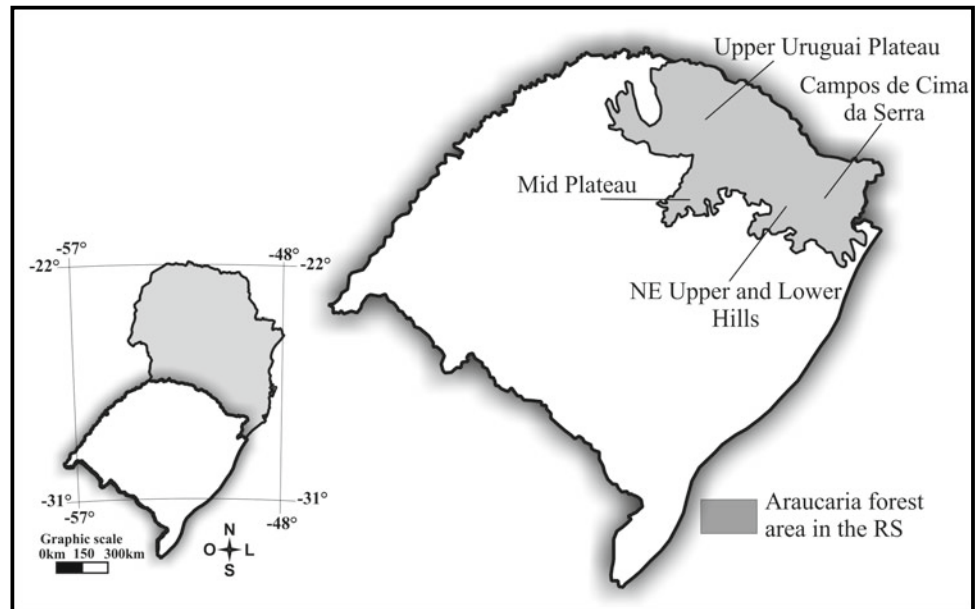 Upper Uruguai Plateau
Campos de Cima
da Serra
Mid Plateau
NE Upper and Lower
Hills
-57°
-48°
-22°
-22°
-31°
-31°
-57°
-48°
Graphic scale
0km 150 300km
N
O L
S
Araucaria forest
area in the RS